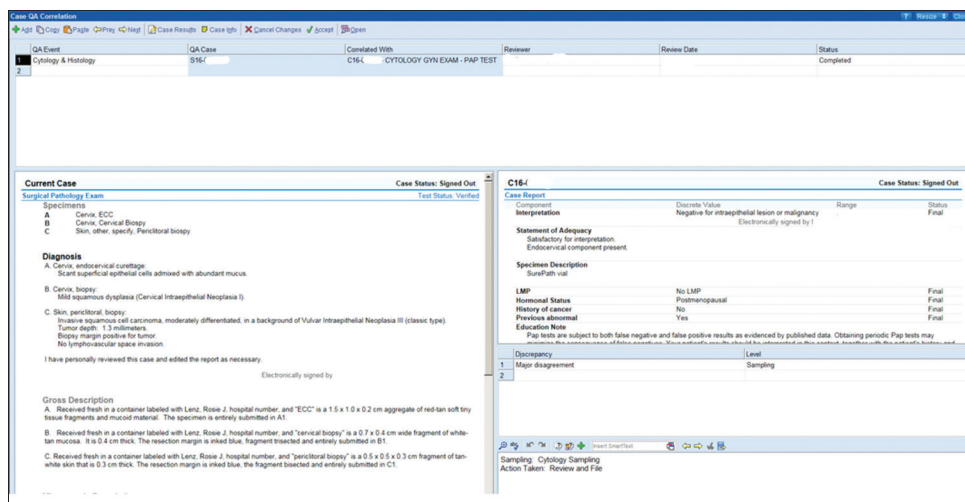 Case QA Correlation ? Resize Clo
Add Copy Paste Prev Next Case Results Case Info Cancel Changes Accept Open
QA Event QA Case Correlated With Reviewer Review Date Status
1 Cytology & Histology S16- C16- CYTOLOGY GYN EXAM - PAP TEST Completed
2
Current Case Case Status: Signed Out
Surgical Pathology Exam Test Status: Verified
Specimens
A Cervix, ECC
B Cervix, Cervical Biospy
C Skin, other, specify, Periclitoral biospy
Diagnosis
A. Cervix, endocervical curettage:
Scant superficial epithelial cells admixed with abundant mucus.
B. Cervix, biopsy:
Mild squamous dysplasia (Cervical Intraepithelial Neoplasia I).
C. Skin, periclitoral, biopsy:
Invasive squamous cell carcinoma, moderately differentiated, in a background of Vulvar Intraepithelial Neoplasia III (classic type).
Tumor depth: 1.3 millimeters.
Biopsy margin positive for tumor.
No lymphovascular space invasion.
I have personally reviewed this case and edited the report as necessary.
Electronically signed by
Gross Description
A. Received fresh in a container labeled with Lenz, Rosie J, hospital number, and "ECC" is a 1.5 x 1.0 x 0.2 cm aggregate of red-tan soft tiny
tissue fragments and mucoid material. The specimen is entirely submitted in A1.
B. Received fresh in a container labeled with Lenz, Rosie J, hospital number, and "cervical biopsy" is a 0.7 x 0.4 cm wide fragment of white-
tan mucosa. It is 0.4 cm thick. The resection margin is inked blue, fragment trisected and entirely submitted in B1.
C. Received fresh in a container labeled with Lenz, Rosie J, hospital number, and "periclitoral biopsy" is a 0.5 x 0.5 x 0.3 cm fragment of tan-
white skin that is 0.3 cm thick. The resection margin is inked blue, the fragment bisected and entirely submitted in C1.
C16-( Case Status: Signed Out
Case Report
Component Discrete Value Range Status
Interpretation Negative for intraepithelial lesion or malignancy Final
Electronically signed by
Statement of Adequacy
Satisfactory for interpretation.
Endocervical component present.
Specimen Description
SurePath vial
LMP No LMP Final
Hormonal Status Postmenopausal Final
History of cancer No Final
Previous abnormal Yes Final
Education Note
Pap tests are subject to both false negative and false positive results as evidenced by published data. Obtaining periodic Pap tests may
Discrepancy Level
1 Major disagreement Sampling
2
Insert SmartText
Sampling: Cytology Sampling
Action Taken: Review and File